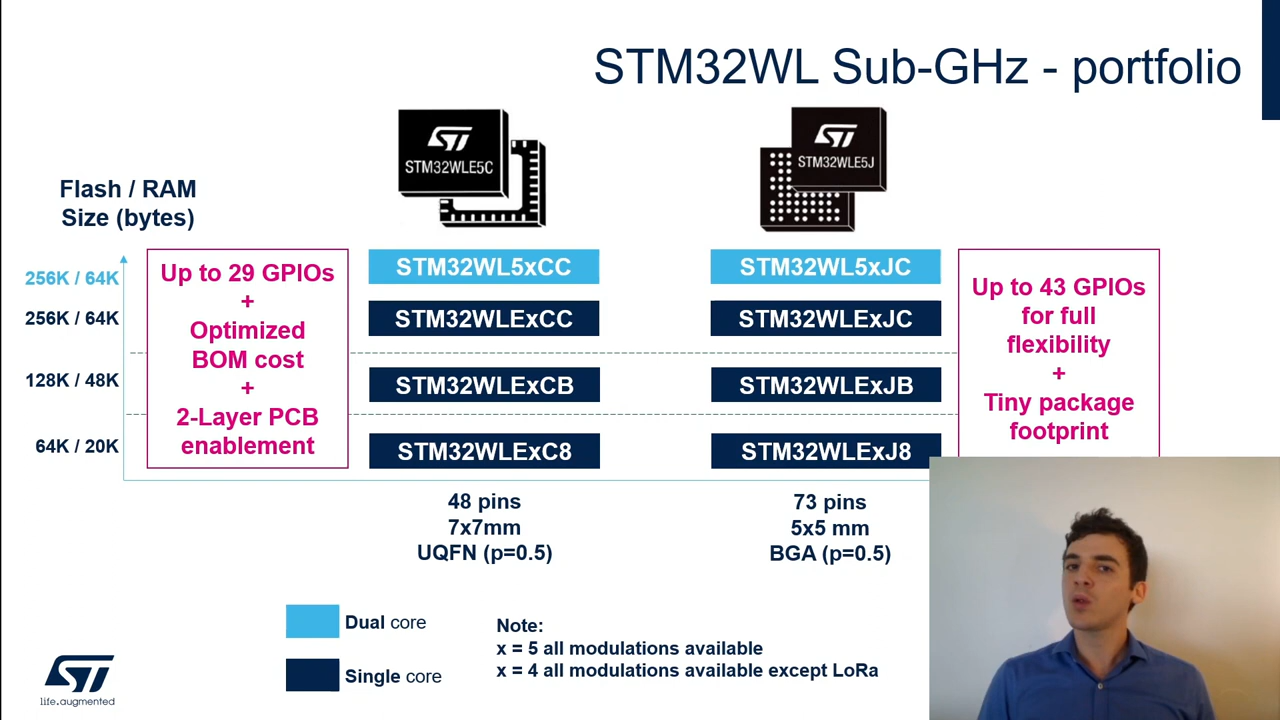 STM32WL Sub-GHz - portfolio
ST
STM32WLE5C
ST
STM32WLE5J
Flash / RAM
Size (bytes)
256K / 64K
256K / 64K
128K / 48K
64K / 20K
Up to 29 GPIOs
+
Optimized
BOM cost
+
2-Layer PCB
enablement
STM32WL5xCC
STM32WLExCC
STM32WLExCB
STM32WLExC8
48 pins
7x7mm
UQFN (p=0.5)
STM32WL5xJC
STM32WLExJC
STM32WLExJB
STM32WLExJ8
73 pins
5x5 mm
BGA (p=0.5)
Up to 43 GPIOs
for full
flexibility
+
Tiny package
footprint
Dual core
Single core
Note:
x = 5 all modulations available
x = 4 all modulations available except LoRa
ST
life.augmented